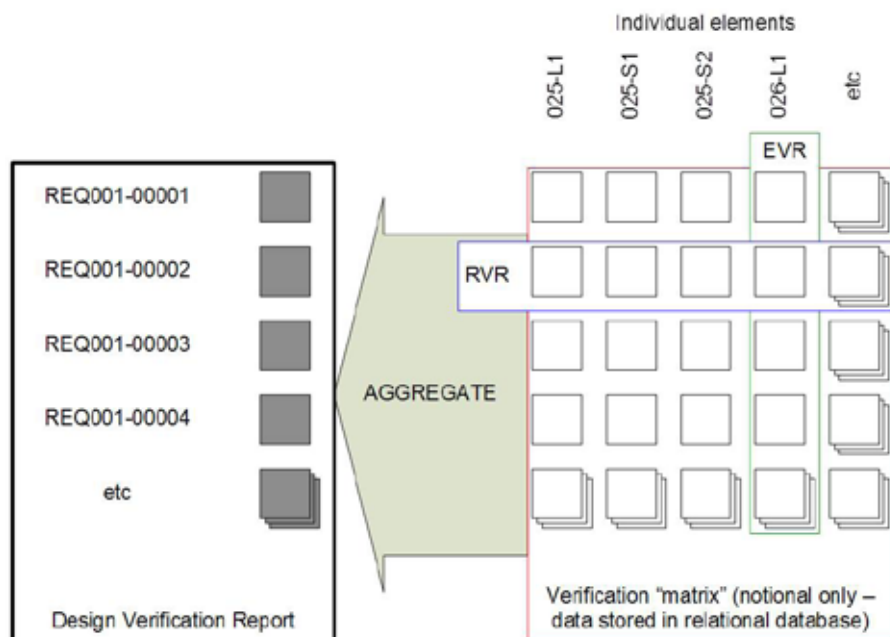 Individual elements
025-L1
025-S1
025-S2
026-L1
etc
EVR
REQ001-00001
REQ001-00002
RVR
REQ001-00003
AGGREGATE
REQ001-00004
etc
Design Verification Report
Verification “matrix” (notional only –
data stored in relational database)